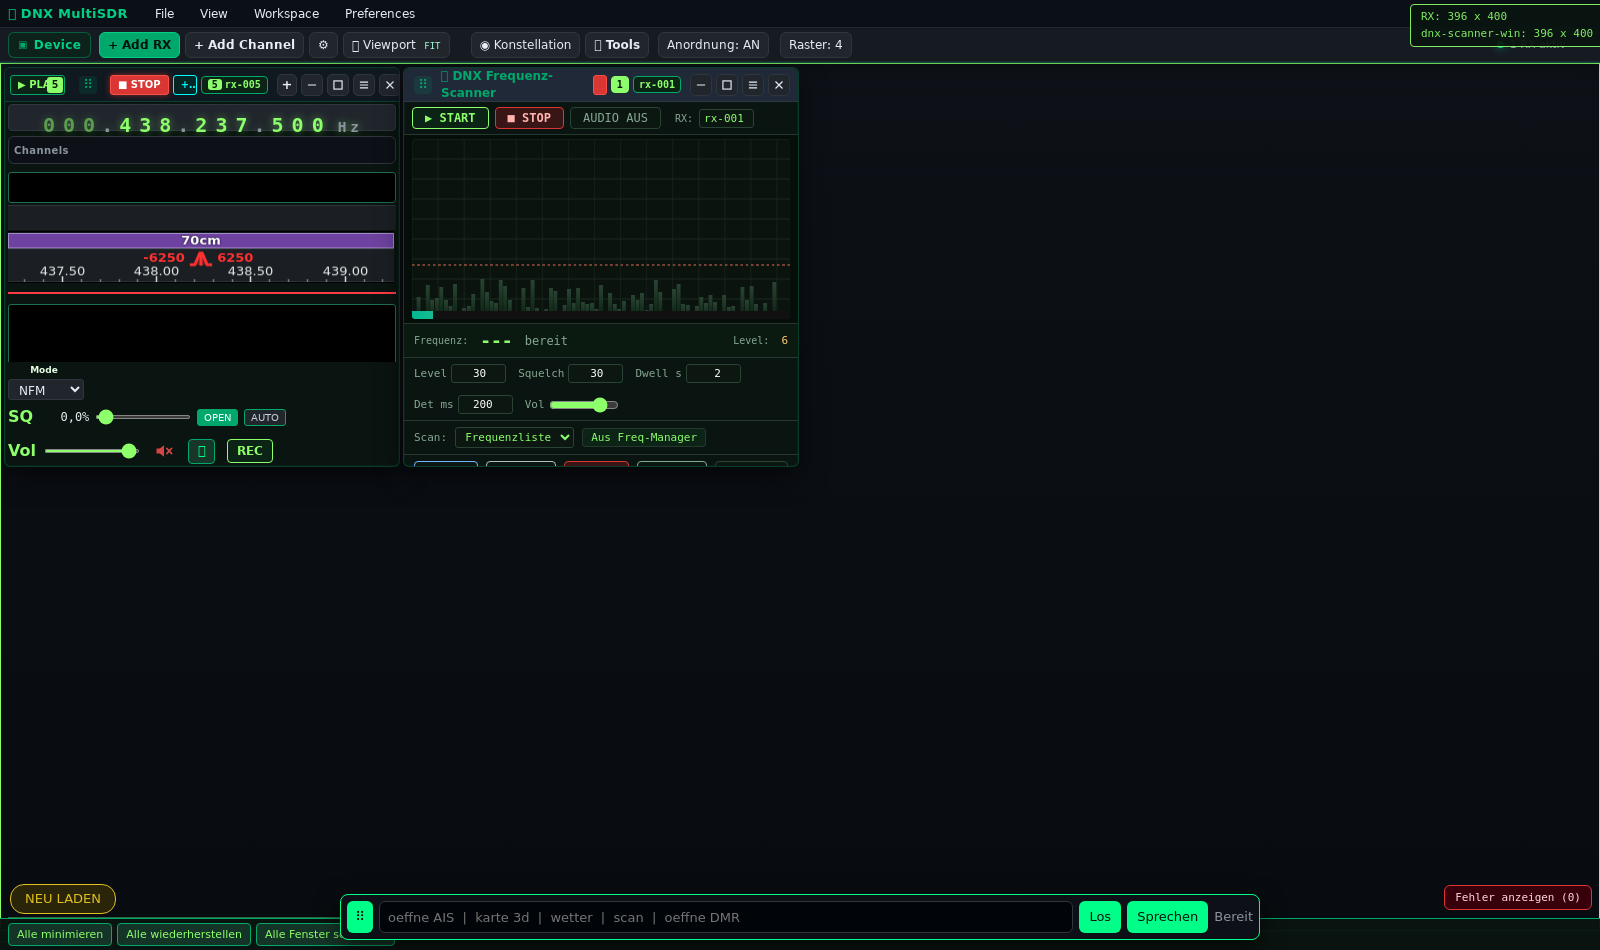 DNX MultiSDR File View Workspace Preferences
RX: 396 x 400
dnx-scanner-win: 396 x 400
Device + Add RX + Add Channel Viewport FIT Konstellation Tools Anordnung: AN Raster: 4
5 STOP +.. 5 rx-005
DNX Frequenz-Scanner 1 rx-001
000.438.237.500 Hz
START STOP AUDIO AUS RX: rx-001
Channels
70cm
-6250 6250
437.50 438.00 438.50 439.00
Frequenz: --- bereit Level: 6
Mode
NFM
Level 30 Squelch 30 Dwell s 2
SQ 0,0% OPEN AUTO
Det ms 200 Vol
Vol REC
Scan: Frequenzliste Aus Freq-Manager
NEU LADEN
Fehler anzeigen (0)
oeffne AIS | karte 3d | wetter | scan | oeffne DMR Los Sprechen Bereit
Alle minimieren Alle wiederherstellen Alle Fenster